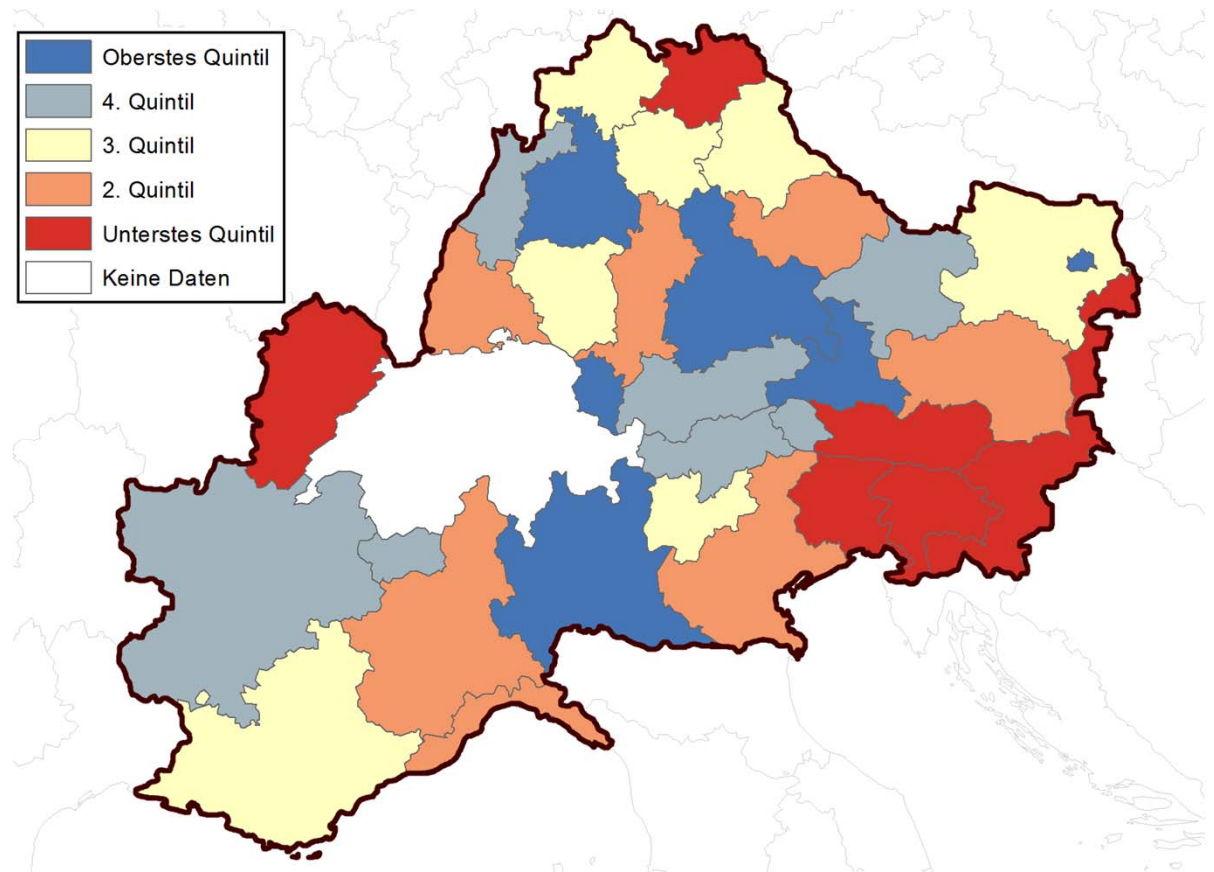 Oberstes Quintil
4. Quintil
3. Quintil
2. Quintil
Unterstes Quintil
Keine Daten